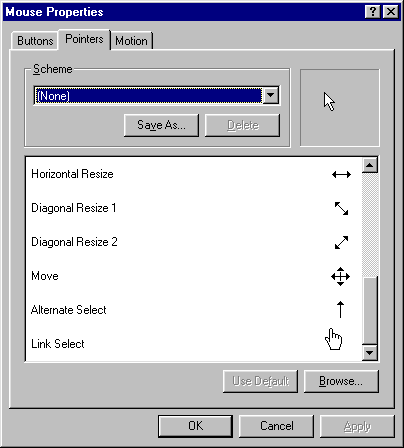 Mouse Properties
Buttons Pointers Motion
Scheme
(None)
Save As... Delete
Horizontal Resize
Diagonal Resize 1
Diagonal Resize 2
Move
Alternate Select
Link Select
Use Default Browse...
OK Cancel Apply